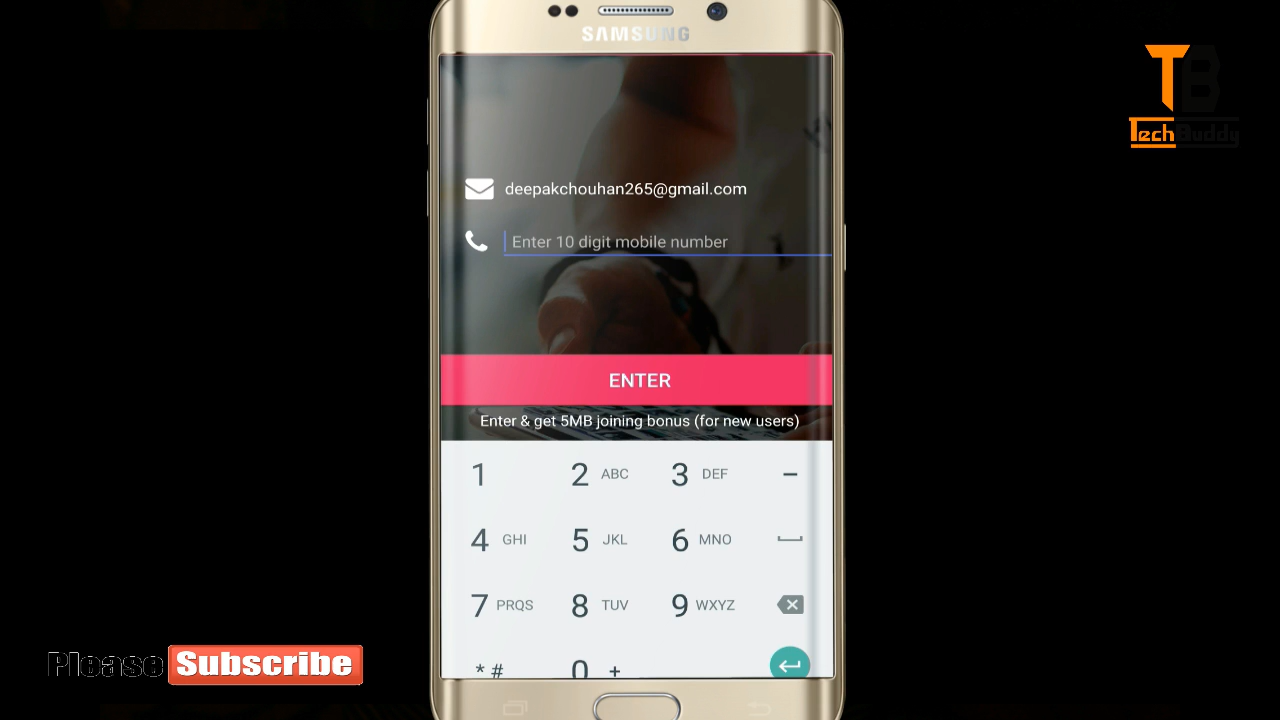 SAMSUNG
TB
TechBuddy
deepakchouhan265@gmail.com
Enter 10 digit mobile number
ENTER
Enter & get 5MB joining bonus (for new users)
1 2 ABC 3 DEF -
4 GHI 5 JKL 6 MNO
7 PRQS 8 TUV 9 WXYZ
* # 0 +
Please Subscribe